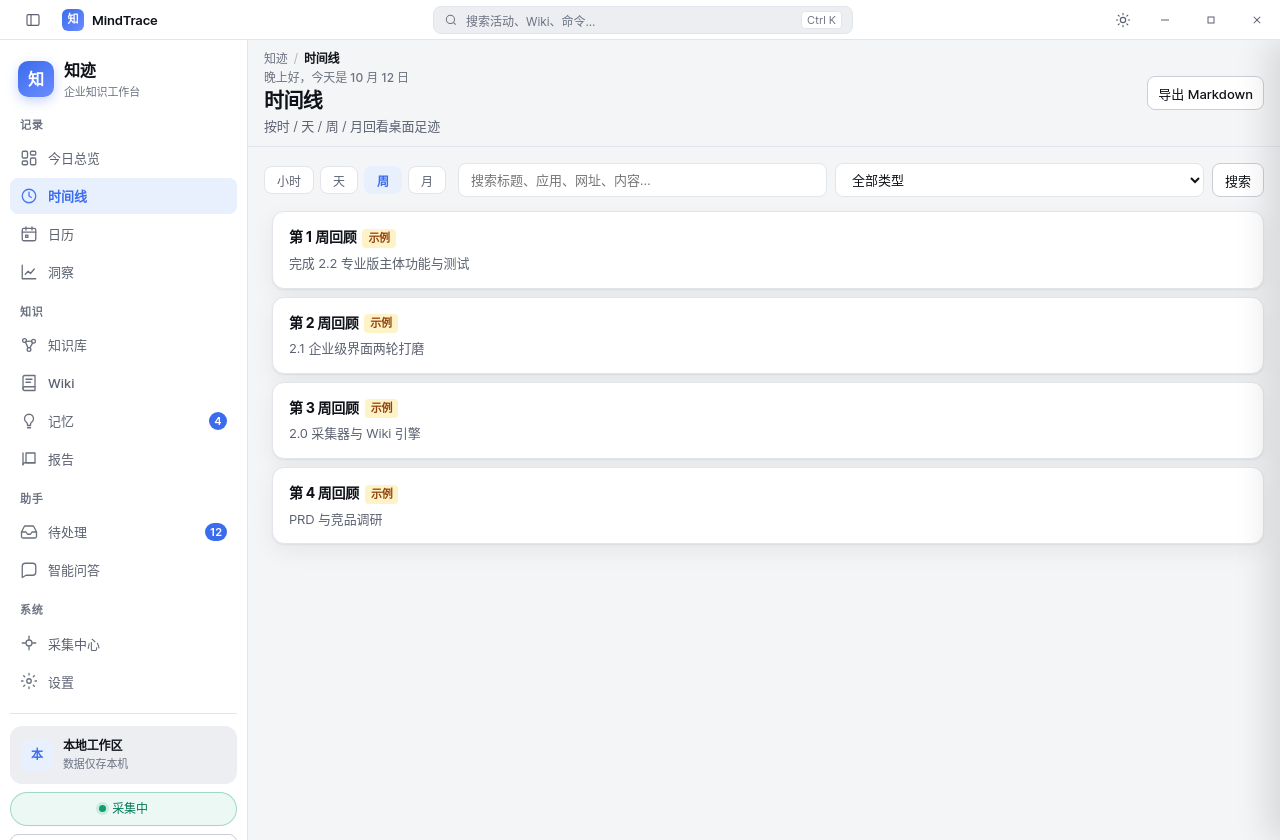 知 MindTrace
搜索活动、Wiki、命令... Ctrl K
知 知迹
企业知识工作台
记录
今日总览
时间线
日历
洞察
知识
知识库
Wiki
记忆 4
报告
助手
待处理 12
智能问答
系统
采集中心
设置
本 本地工作区
数据仅存本机
采集中
知迹 / 时间线
晚上好，今天是 10 月 12 日
时间线
按时 / 天 / 周 / 月回看桌面足迹
导出 Markdown
小时 天 周 月 搜索标题、应用、网址、内容... 全部类型 搜索
第 1 周回顾 示例
完成 2.2 专业版主体功能与测试
第 2 周回顾 示例
2.1 企业级界面两轮打磨
第 3 周回顾 示例
2.0 采集器与 Wiki 引擎
第 4 周回顾 示例
PRD 与竞品调研